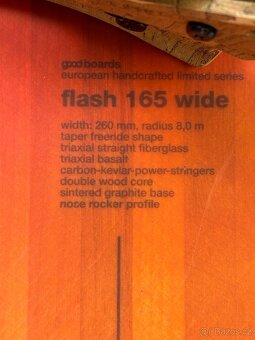 goodboards
european handcrafted limited series
flash 165 wide
width: 260 mm, radius 8,0 m
taper freeride shape
triaxial straight fiberglass
triaxial basalt
carbon-kevlar-power-stringers
double wood core
sintered graphite base
nose rocker profile